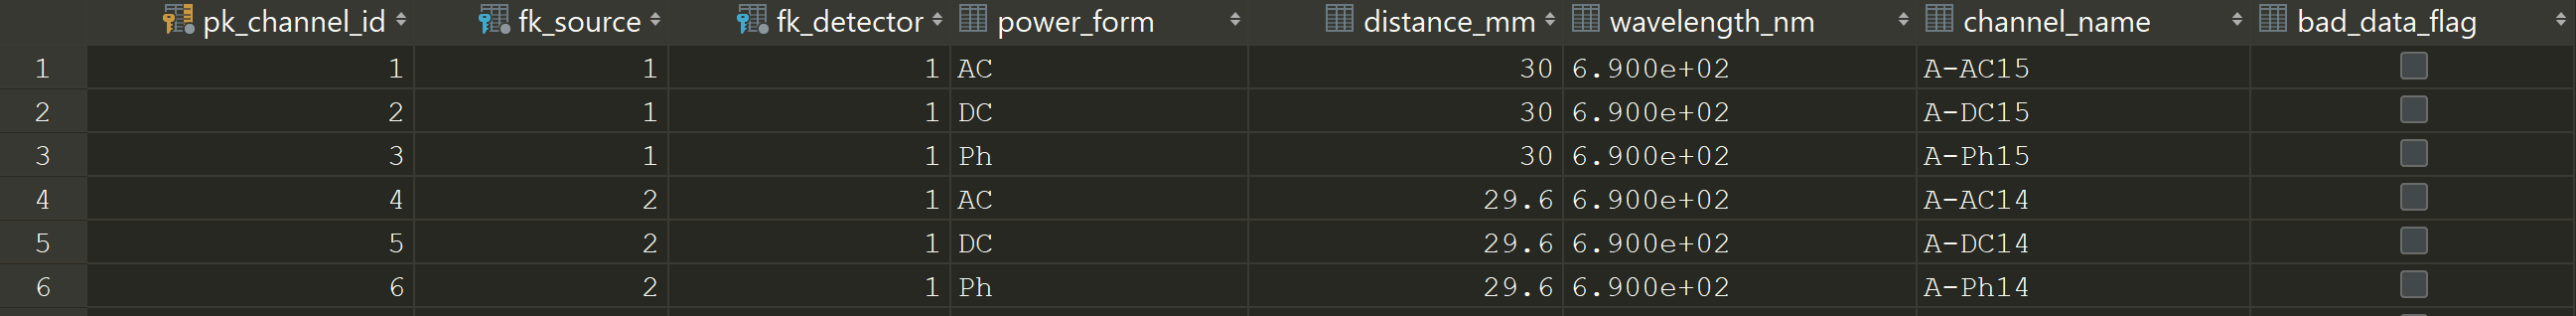 pk_channel_id fk_source fk_detector power_form distance_mm wavelength_nm channel_name bad_data_flag
1 1 1 1 AC 30 6.900e+02 A-AC15
2 2 1 1 DC 30 6.900e+02 A-DC15
3 3 1 1 Ph 30 6.900e+02 A-Ph15
4 4 2 1 AC 29.6 6.900e+02 A-AC14
5 5 2 1 DC 29.6 6.900e+02 A-DC14
6 6 2 1 Ph 29.6 6.900e+02 A-Ph14